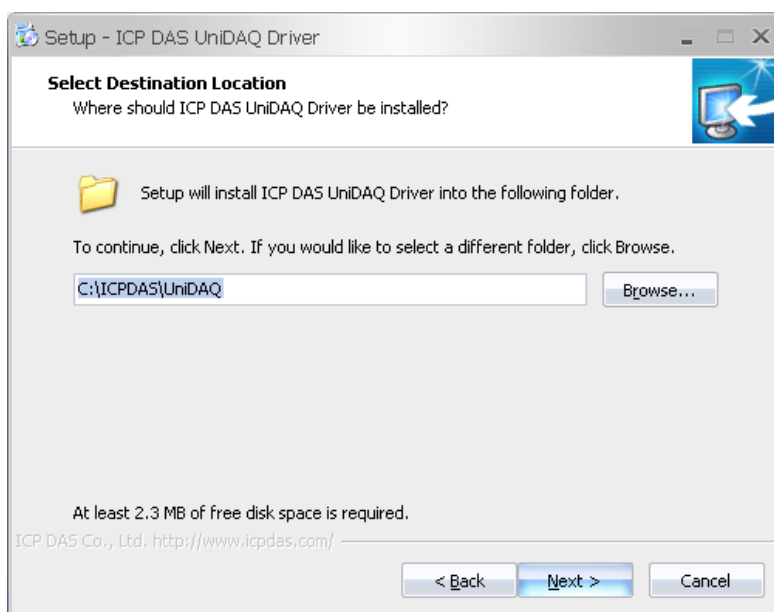 Setup - ICP DAS UniDAQ Driver
Select Destination Location
Where should ICP DAS UniDAQ Driver be installed?
Setup will install ICP DAS UniDAQ Driver into the following folder.
To continue, click Next. If you would like to select a different folder, click Browse.
C:\ICPDAS\UniDAQ
Browse...
At least 2.3 MB of free disk space is required.
ICP DAS Co., Ltd. http://www.icpdas.com/
< Back Next > Cancel